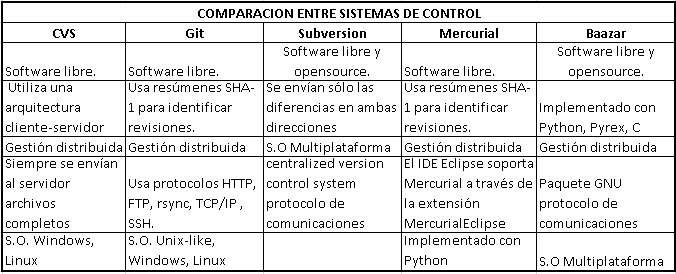 COMPARACION ENTRE SISTEMAS DE CONTROL
CVS Git Subversion Mercurial Baazar
Software libre. Software libre. Software libre y opensource. Software libre. Software libre y opensource.
Utiliza una arquitectura cliente-servidor Usa resúmenes SHA-1 para identificar revisiones. Se envían sólo las diferencias en ambas direcciones Usa resúmenes SHA-1 para identificar revisiones. Implementado con Python, Pyrex, C
Gestión distribuida Gestión distribuida S.O Multiplataforma Gestión distribuida Gestión distribuida
Siempre se envían al servidor archivos completos Usa protocolos HTTP, FTP, rsync, TCP/IP , SSH. centralized version control system protocolo de comunicaciones El IDE Eclipse soporta Mercurial a través de la extensión MercurialEclipse Paquete GNU protocolo de comunicaciones
S.O. Windows, Linux S.O. Unix-like, Windows, Linux Implementado con Python S.O Multiplataforma